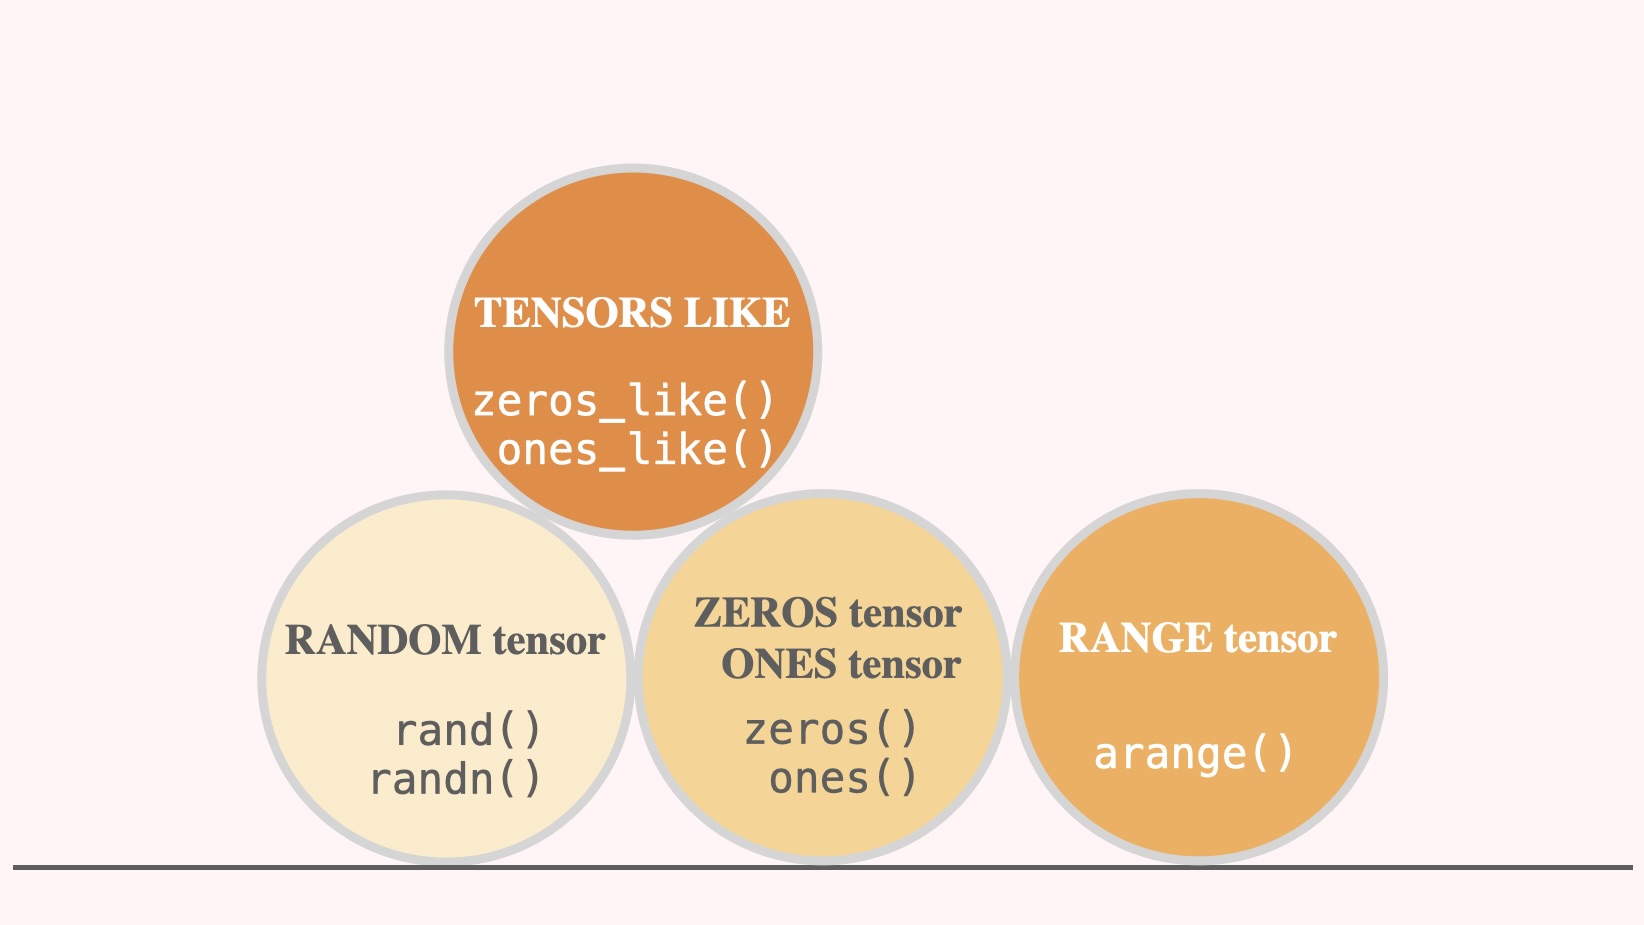 TENSORS LIKE
zeros_like()
ones_like()
RANDOM tensor
rand()
randn()
ZEROS tensor
ONES tensor
zeros()
ones()
RANGE tensor
arange()